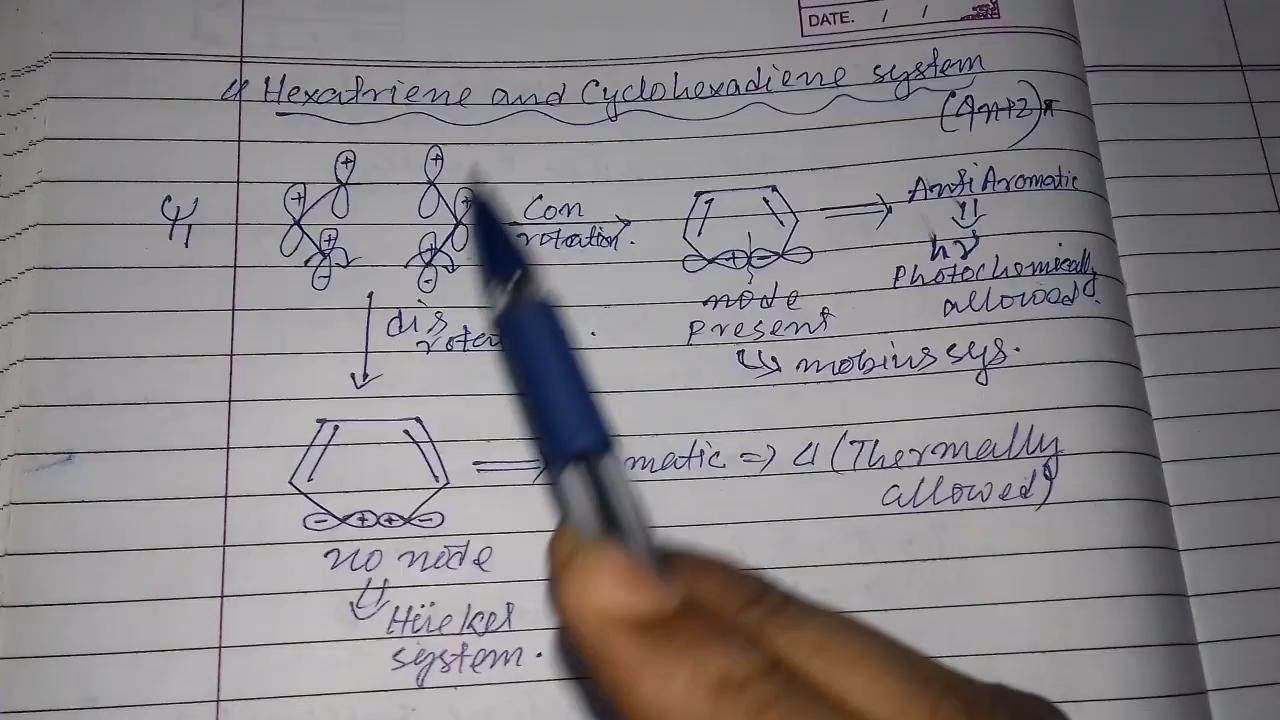 DATE. / /
4 Hexatriene and Cyclohexadiene system
(4n+2)π
Ψ1
Con
rotation.
dis
node
present
↳ mobius sys.
⇒ Anti Aromatic
⇓
hν
Photochemically
allowed.
matic ⇒ Δ (Thermally
allowed)
no node
⇓
Hückel
system.